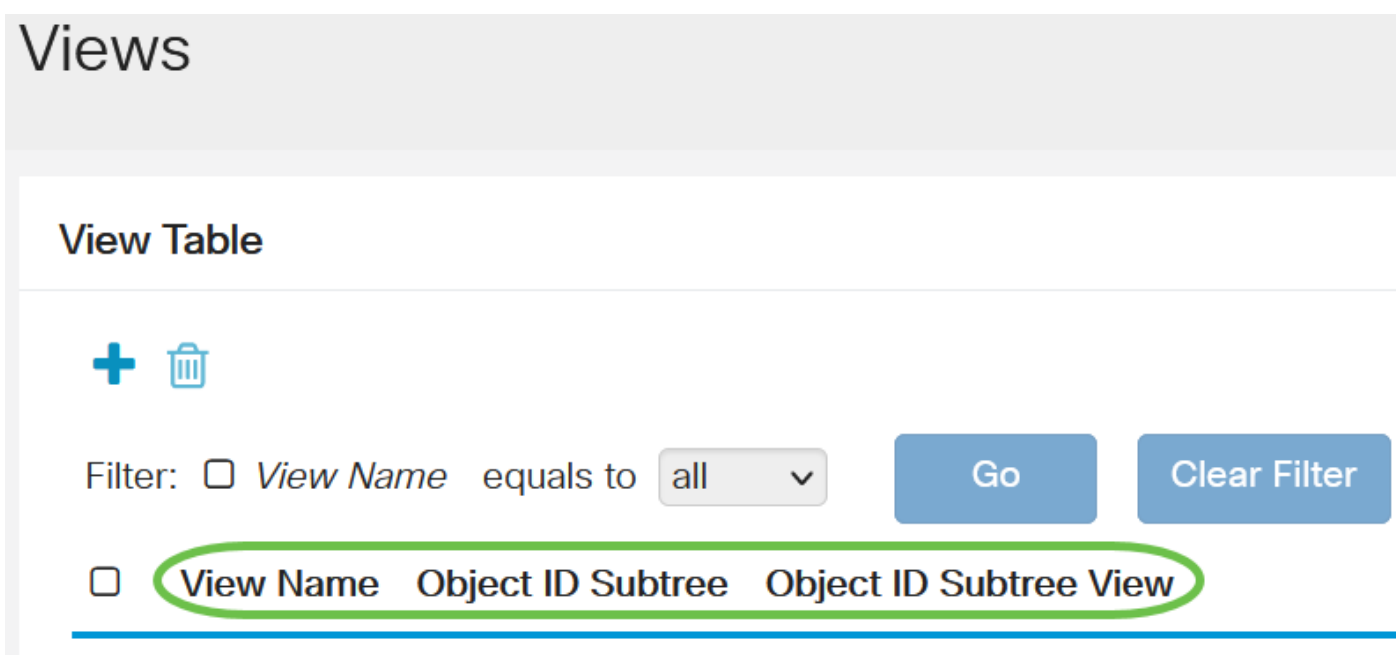 Views
View Table
Filter: View Name equals to all Go Clear Filter
View Name Object ID Subtree Object ID Subtree View